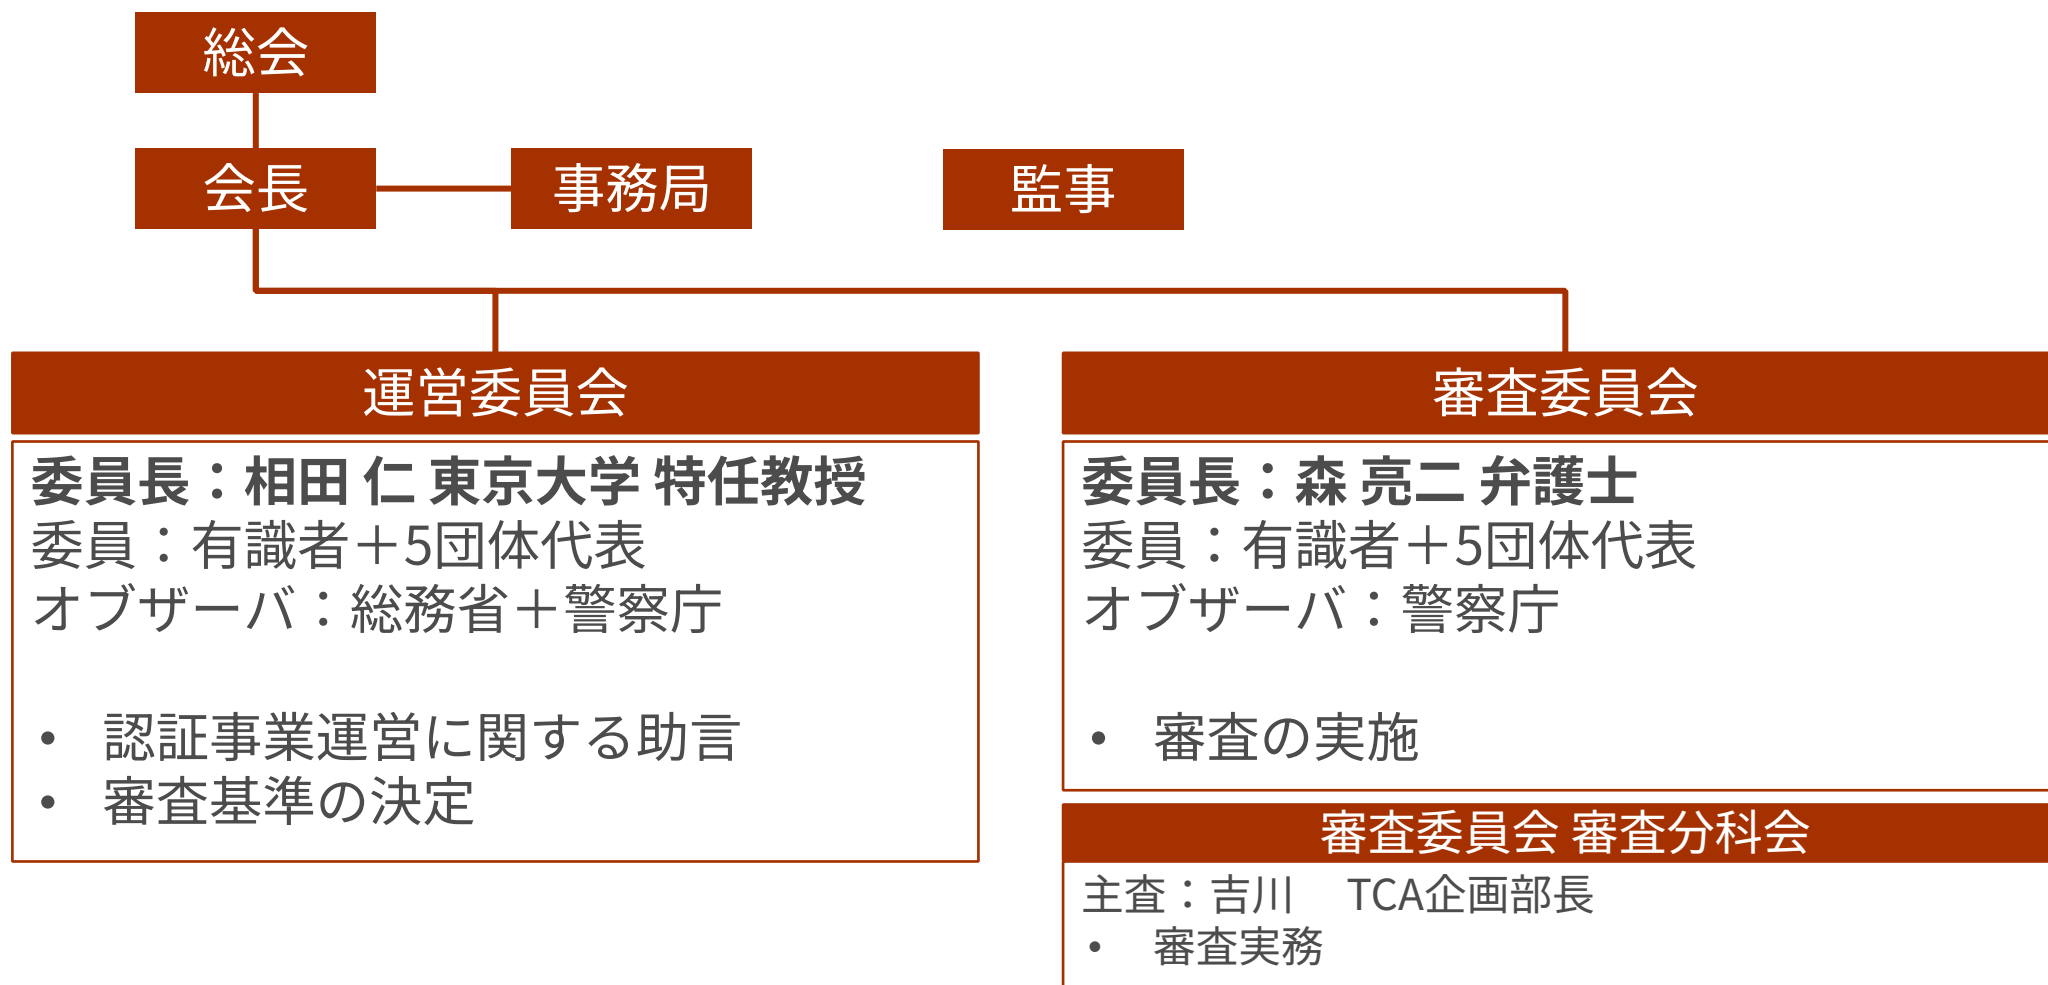 総会
会長
事務局
監事
運営委員会
委員長：相田 仁 東京大学 特任教授
委員：有識者＋5団体代表
オブザーバ：総務省＋警察庁
• 認証事業運営に関する助言
• 審査基準の決定
審査委員会
委員長：森 亮二 弁護士
委員：有識者＋5団体代表
オブザーバ：警察庁
• 審査の実施
審査委員会 審査分科会
主査：吉川　TCA企画部長
• 審査実務